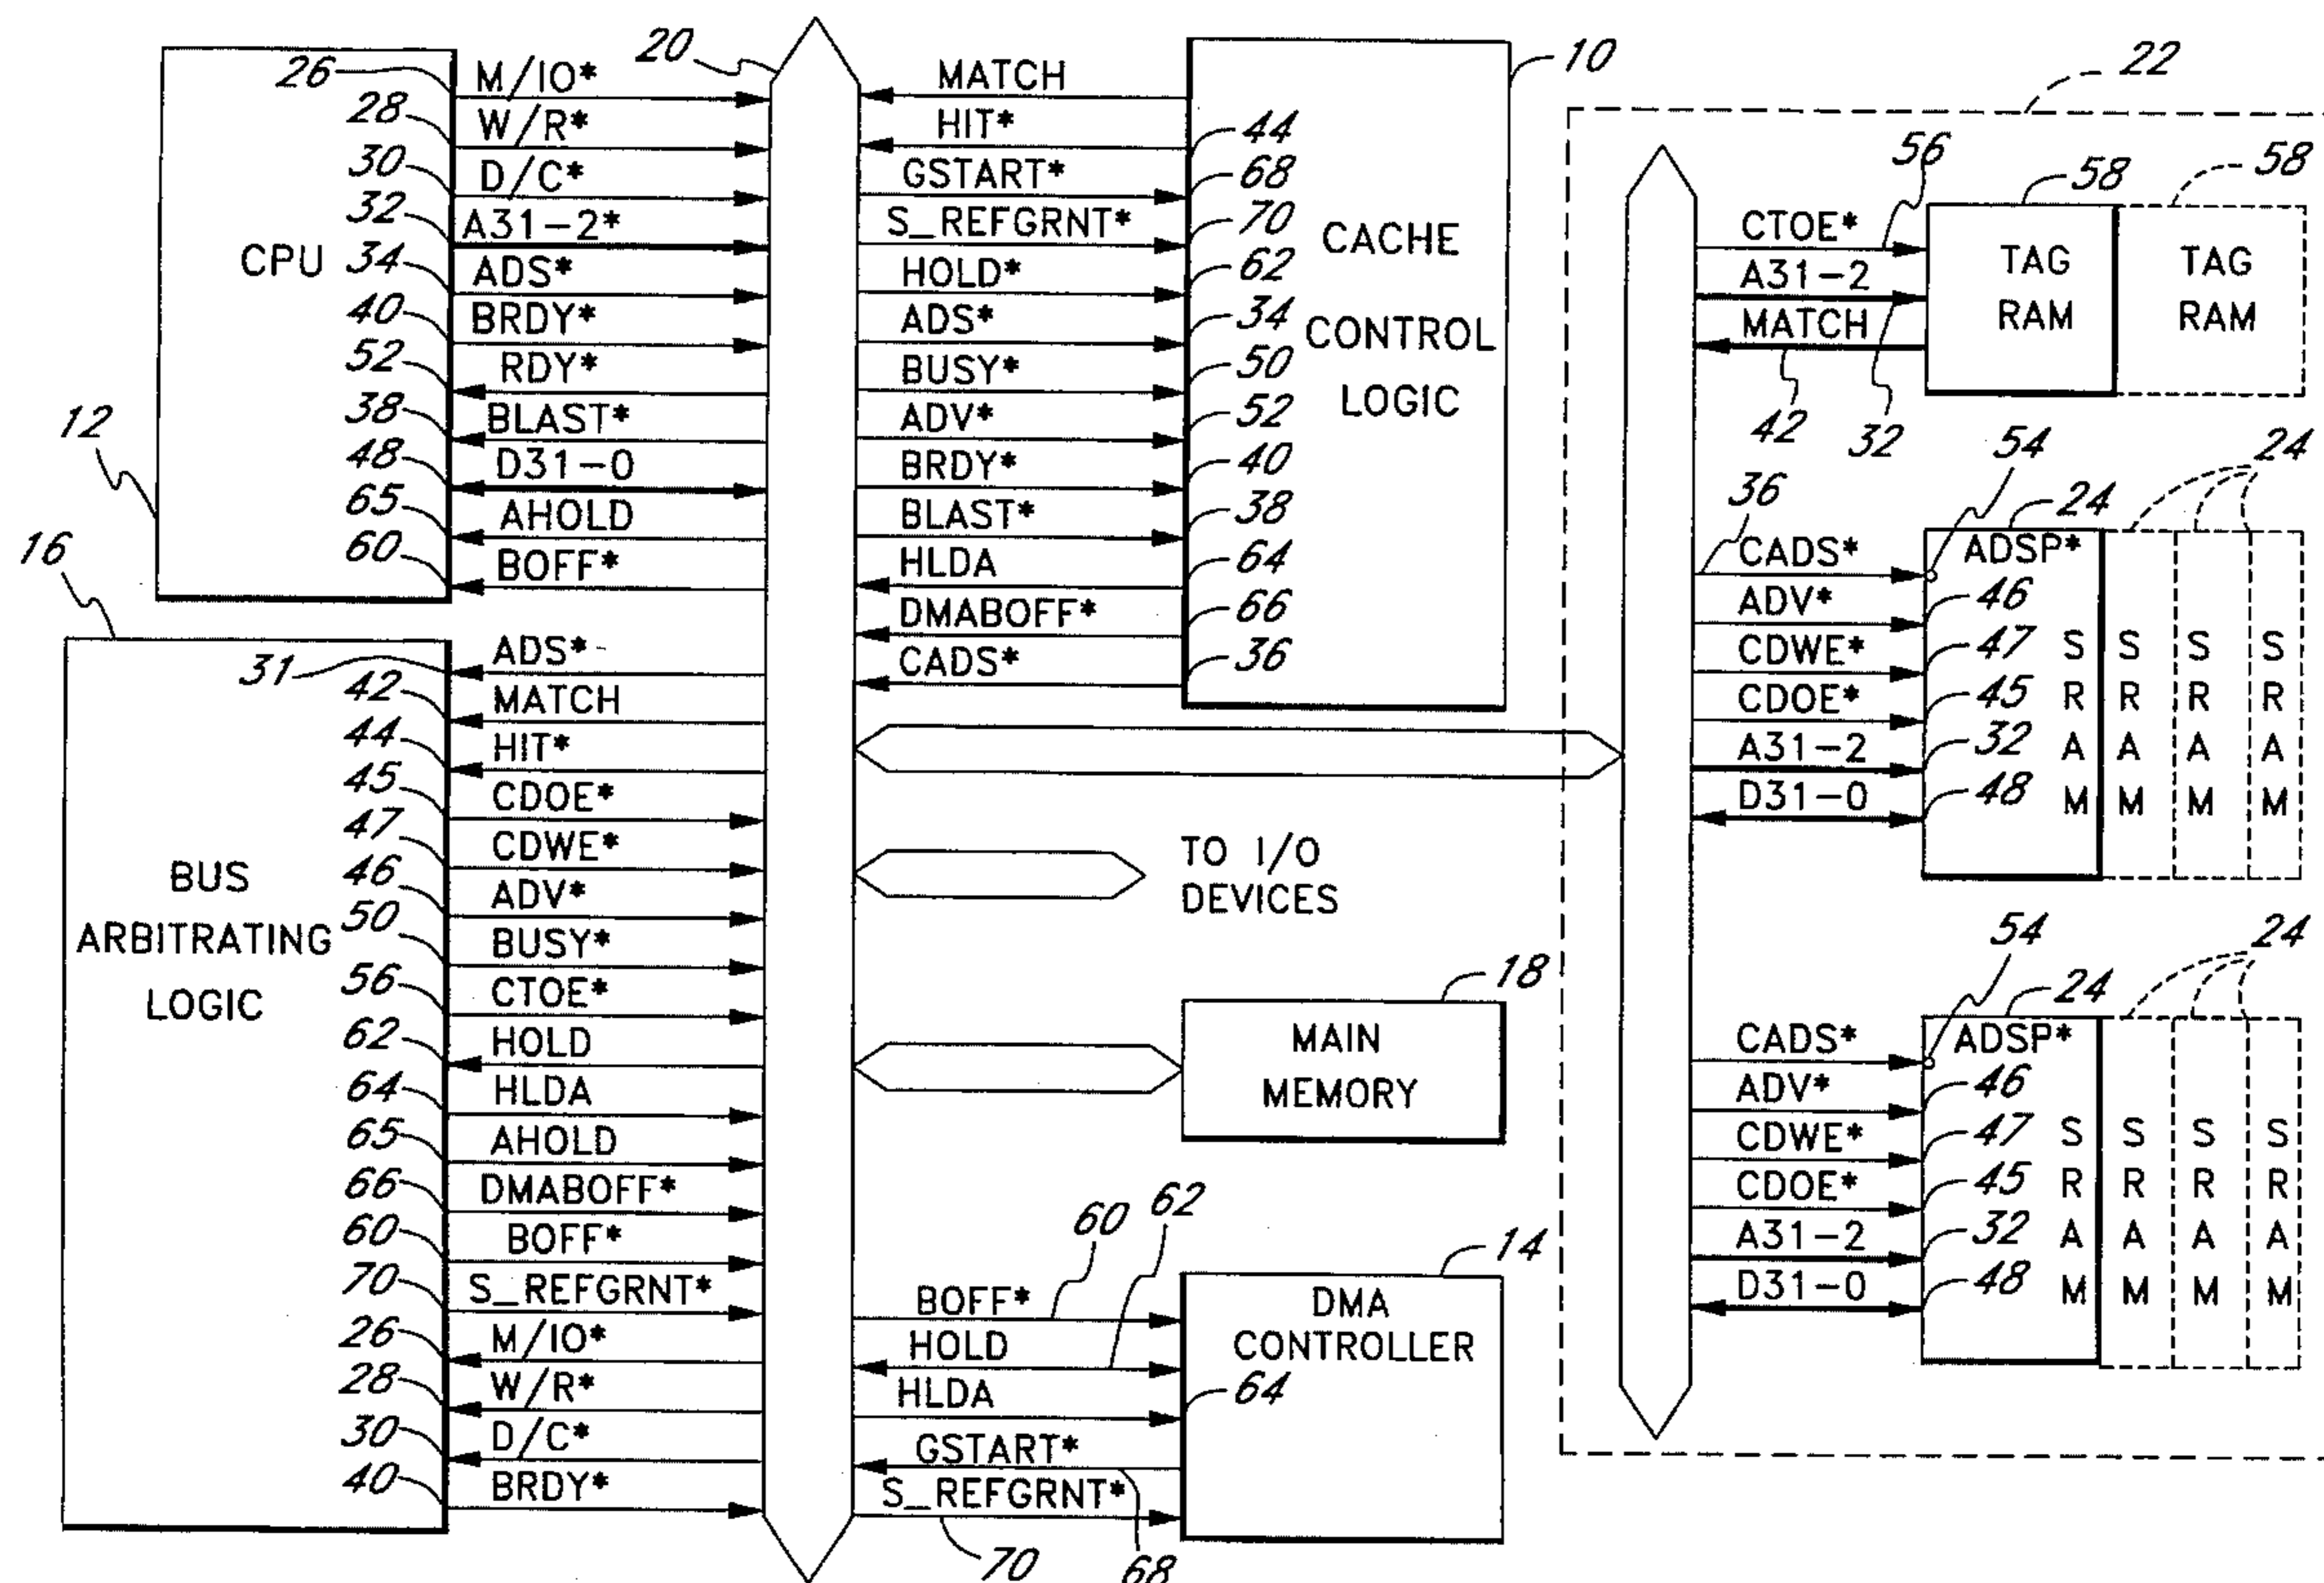 20
10
22
12
16
CPU
26 M/IO*
28 W/R*
30 D/C*
32 A31-2*
34 ADS*
40 BRDY*
52 RDY*
38 BLAST*
48 D31-0
65 AHOLD
60 BOFF*
BUS
ARBITRATING
LOGIC
31 ADS*
42 MATCH
44 HIT*
45 CDOE*
47 CDWE*
46 ADV*
50 BUSY*
56 CTOE*
62 HOLD
64 HLDA
65 AHOLD
66 DMABOFF*
60 BOFF*
70 S_REFGRNT*
26 M/IO*
28 W/R*
30 D/C*
40 BRDY*
MATCH
HIT* 44
GSTART* 68
S_REFGRNT* 70
HOLD* 62
ADS* 34
BUSY* 50
ADV* 52
BRDY* 40
BLAST* 38
HLDA 64
DMABOFF* 66
CADS* 36
CACHE
CONTROL
LOGIC
TO I/O
DEVICES
18
MAIN
MEMORY
60
62
14
DMA
CONTROLLER
BOFF*
HOLD
HLDA 64
GSTART*
S_REFGRNT*
70
68
56
58
58
CTOE*
A31-2
MATCH
42
32
TAG
RAM
TAG
RAM
36
54
24
24
CADS* ADSP*
ADV* 46
CDWE* 47
CDOE* 45
A31-2 32
D31-0 48
S S S S
R R R R
A A A A
M M M M
54
24
24
CADS* ADSP*
ADV* 46
CDWE* 47
CDOE* 45
A31-2 32
D31-0 48
S S S S
R R R R
A A A A
M M M M